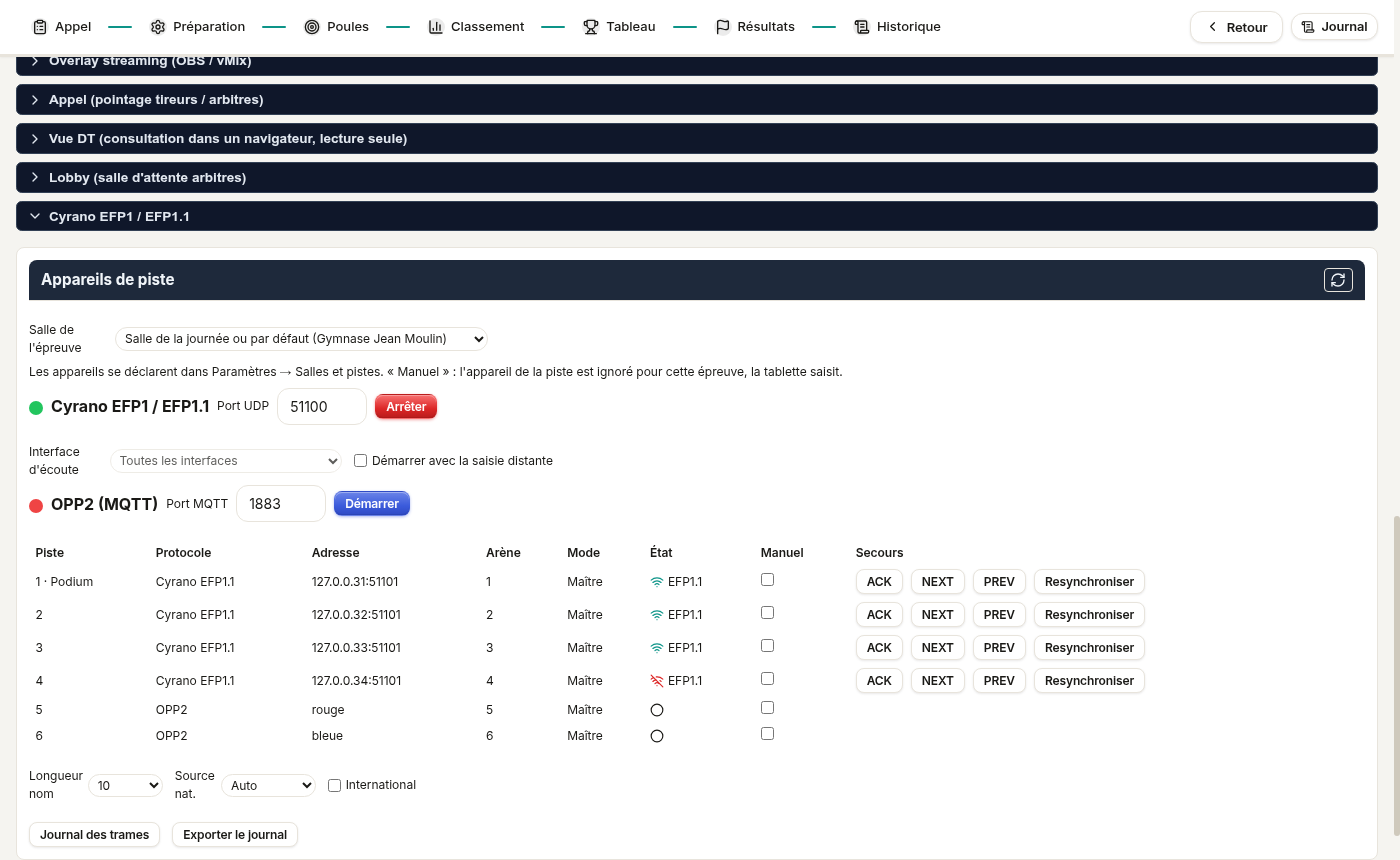 Appel
Préparation
Poules
Classement
Tableau
Résultats
Historique
Retour
Journal
Overlay streaming (OBS / vMix)
Appel (pointage tireurs / arbitres)
Vue DT (consultation dans un navigateur, lecture seule)
Lobby (salle d'attente arbitres)
Cyrano EFP1 / EFP1.1
Appareils de piste
Salle de
l'épreuve
Salle de la journée ou par défaut (Gymnase Jean Moulin)
Les appareils se déclarent dans Paramètres → Salles et pistes. « Manuel » : l'appareil de la piste est ignoré pour cette épreuve, la tablette saisit.
Cyrano EFP1 / EFP1.1 Port UDP 51100 Arrêter
Interface
d'écoute
Toutes les interfaces
Démarrer avec la saisie distante
OPP2 (MQTT) Port MQTT 1883 Démarrer
Piste Protocole Adresse Arène Mode État Manuel Secours
1 · Podium Cyrano EFP1.1 127.0.0.31:51101 1 Maître EFP1.1 ACK NEXT PREV Resynchroniser
2 Cyrano EFP1.1 127.0.0.32:51101 2 Maître EFP1.1 ACK NEXT PREV Resynchroniser
3 Cyrano EFP1.1 127.0.0.33:51101 3 Maître EFP1.1 ACK NEXT PREV Resynchroniser
4 Cyrano EFP1.1 127.0.0.34:51101 4 Maître EFP1.1 ACK NEXT PREV Resynchroniser
5 OPP2 rouge 5 Maître
6 OPP2 bleue 6 Maître
Longueur
nom
10
Source
nat.
Auto
International
Journal des trames
Exporter le journal